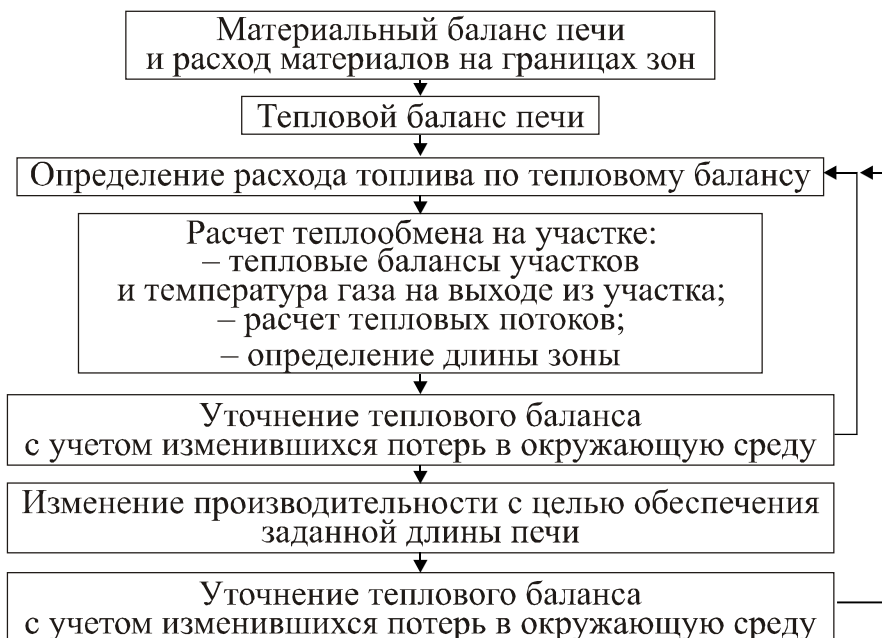 Материальный баланс печи
и расход материалов на границах зон
Тепловой баланс печи
Определение расхода топлива по тепловому балансу
Расчет теплообмена на участке:
– тепловые балансы участков
и температура газа на выходе из участка;
– расчет тепловых потоков;
– определение длины зоны
Уточнение теплового баланса
с учетом изменившихся потерь в окружающую среду
Изменение производительности с целью обеспечения
заданной длины печи
Уточнение теплового баланса
с учетом изменившихся потерь в окружающую среду